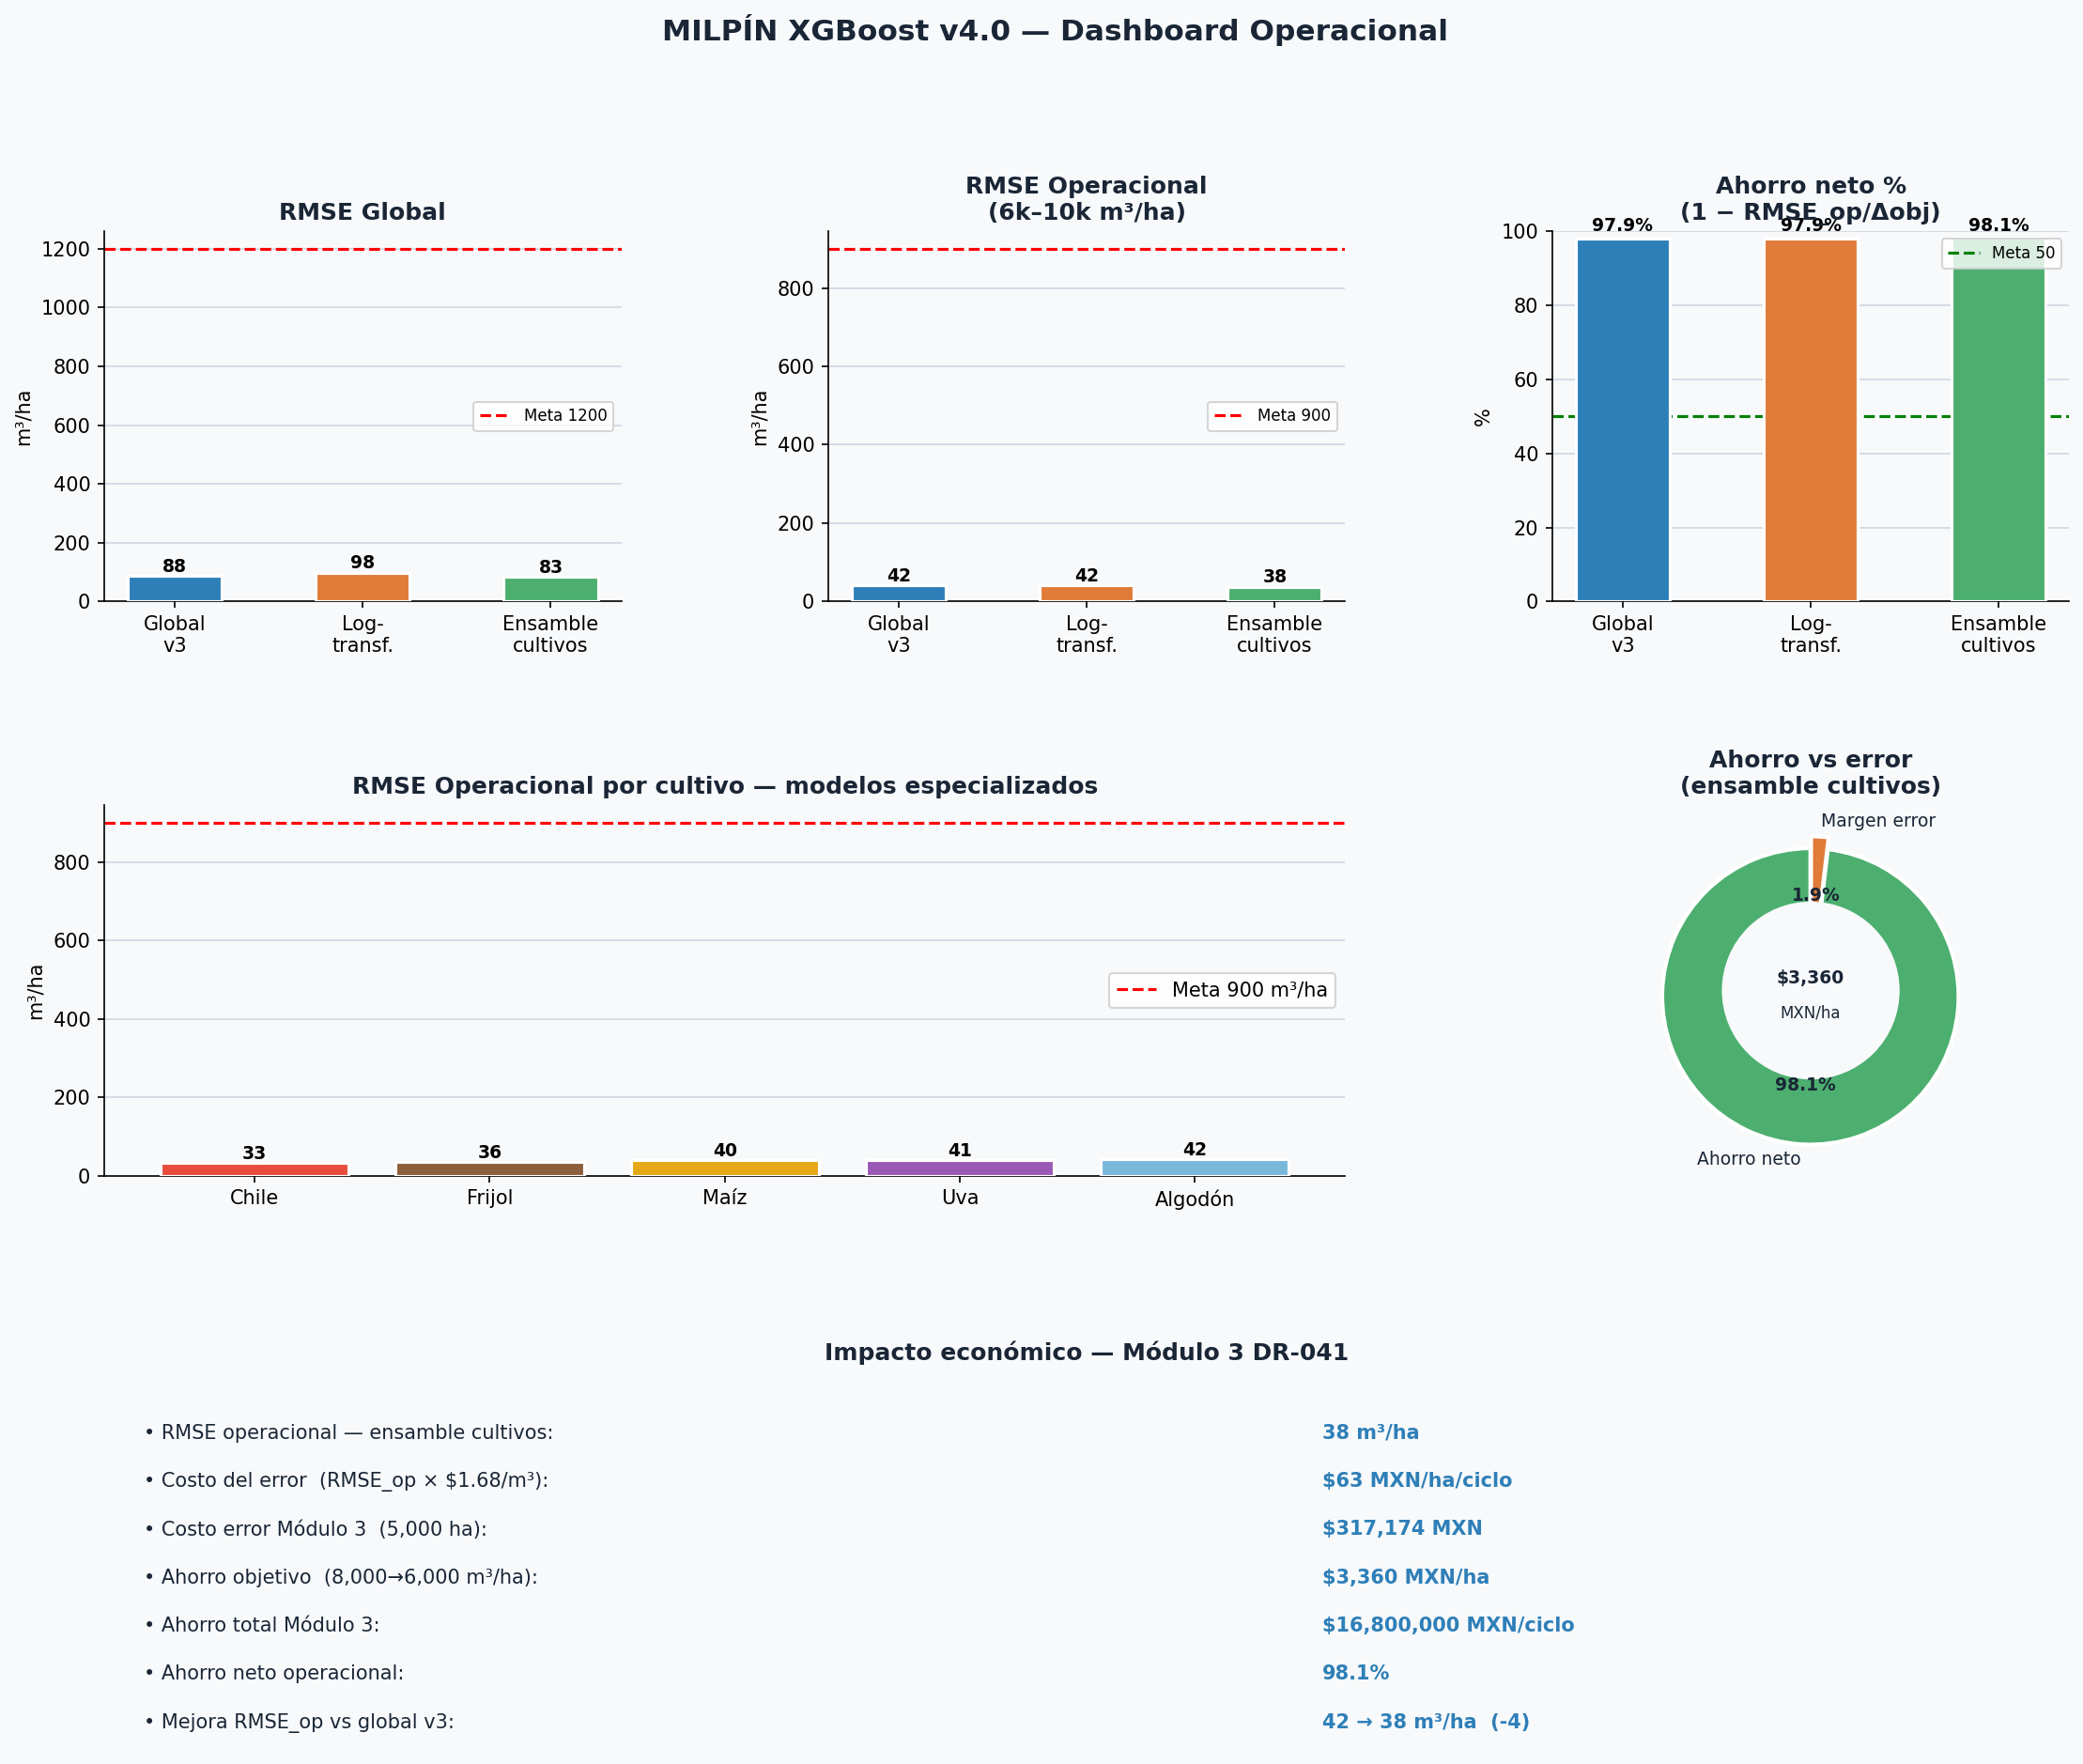 MILPÍN XGBoost v4.0 — Dashboard Operacional
RMSE Global
m³/ha
1200
1000
800
600
400
200
0
Meta 1200
88
98
83
Global
v3
Log-
transf.
Ensamble
cultivos
RMSE Operacional
(6k–10k m³/ha)
m³/ha
800
600
400
200
0
Meta 900
42
42
38
Global
v3
Log-
transf.
Ensamble
cultivos
Ahorro neto %
(1 − RMSE_op/Δobj)
%
100
80
60
40
20
0
97.9%
97.9%
98.1%
Meta 50
Global
v3
Log-
transf.
Ensamble
cultivos
RMSE Operacional por cultivo — modelos especializados
m³/ha
800
600
400
200
0
Meta 900 m³/ha
33
36
40
41
42
Chile
Frijol
Maíz
Uva
Algodón
Ahorro vs error
(ensamble cultivos)
Margen error
1.9%
$3,360
MXN/ha
98.1%
Ahorro neto
Impacto económico — Módulo 3 DR-041
• RMSE operacional — ensamble cultivos: 38 m³/ha
• Costo del error (RMSE_op × $1.68/m³): $63 MXN/ha/ciclo
• Costo error Módulo 3 (5,000 ha): $317,174 MXN
• Ahorro objetivo (8,000→6,000 m³/ha): $3,360 MXN/ha
• Ahorro total Módulo 3: $16,800,000 MXN/ciclo
• Ahorro neto operacional: 98.1%
• Mejora RMSE_op vs global v3: 42 → 38 m³/ha (-4)